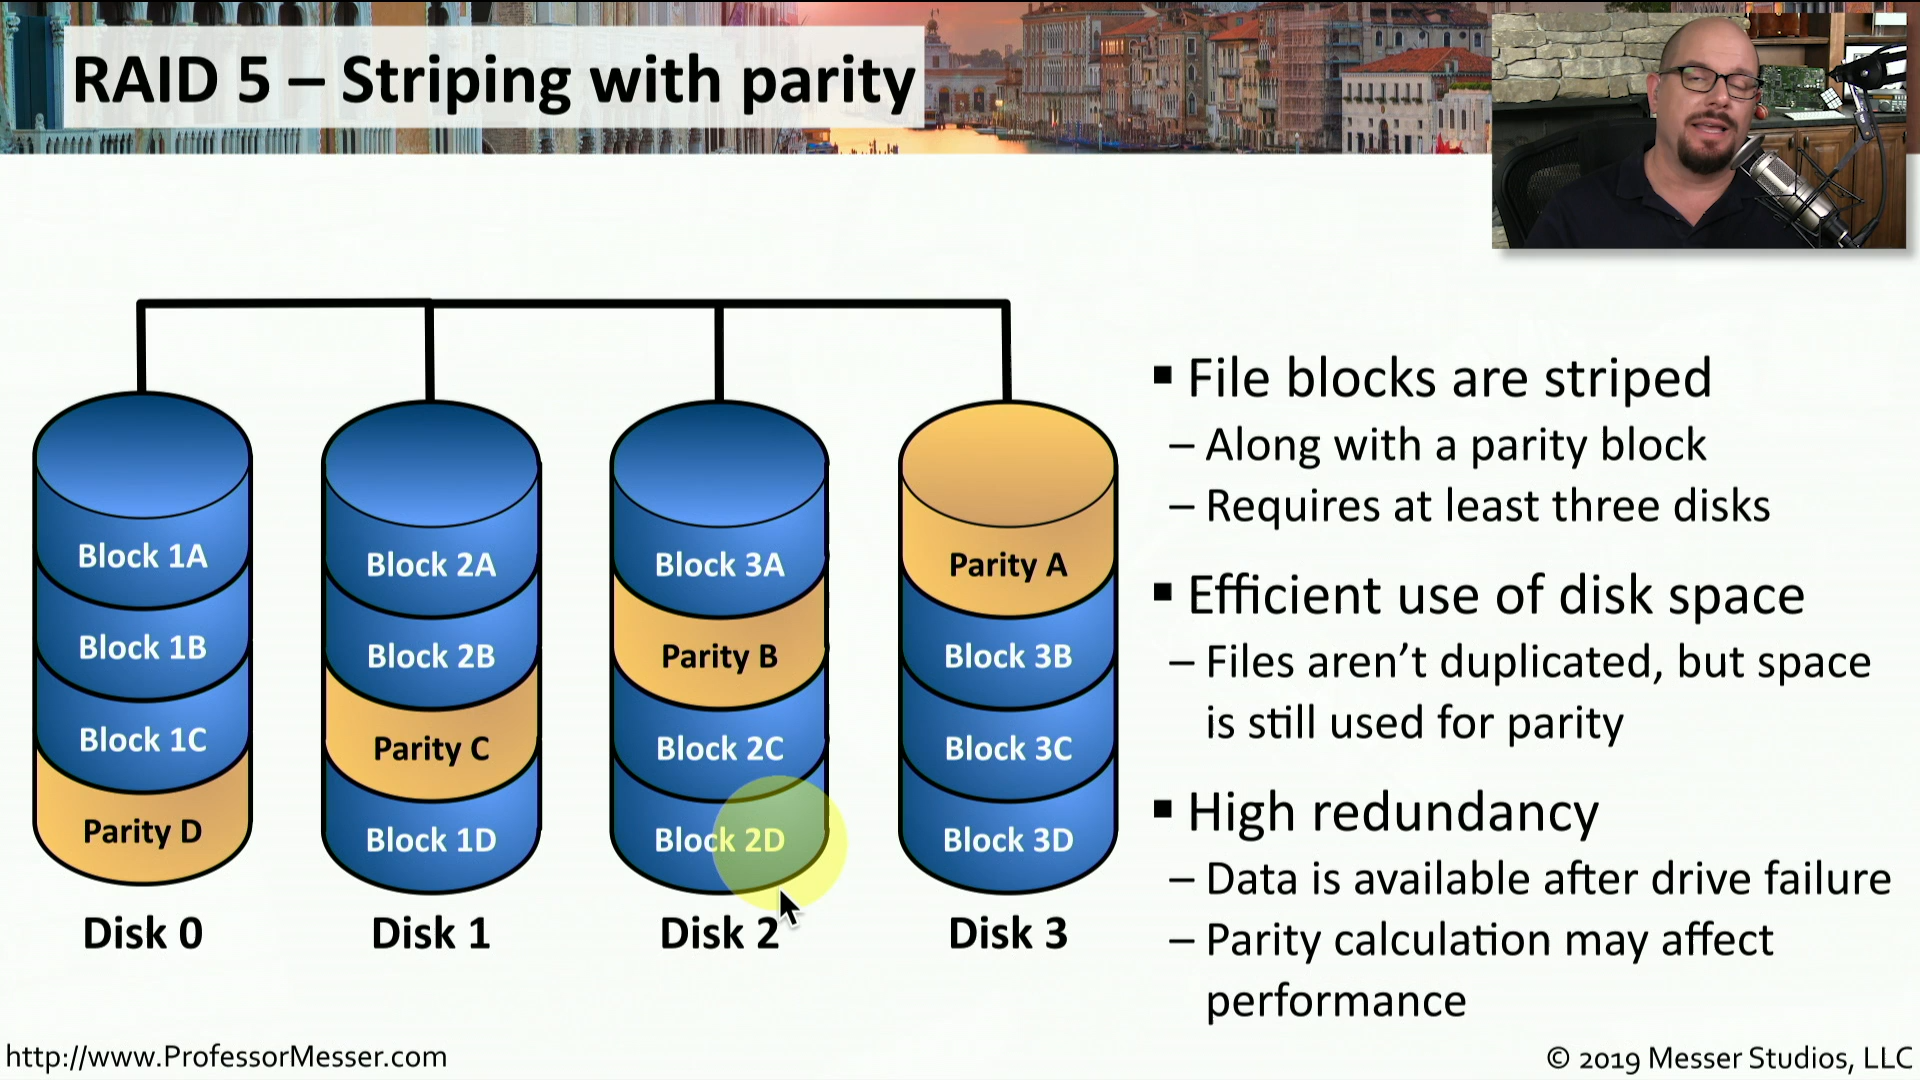 RAID 5 – Striping with parity
Block 1A
Block 1B
Block 1C
Parity D
Disk 0
Block 2A
Block 2B
Parity C
Block 1D
Disk 1
Block 3A
Parity B
Block 2C
Block 2D
Disk 2
Parity A
Block 3B
Block 3C
Block 3D
Disk 3
▪ File blocks are striped
– Along with a parity block
– Requires at least three disks
▪ Efficient use of disk space
– Files aren’t duplicated, but space
is still used for parity
▪ High redundancy
– Data is available after drive failure
– Parity calculation may affect
performance
http://www.ProfessorMesser.com
© 2019 Messer Studios, LLC